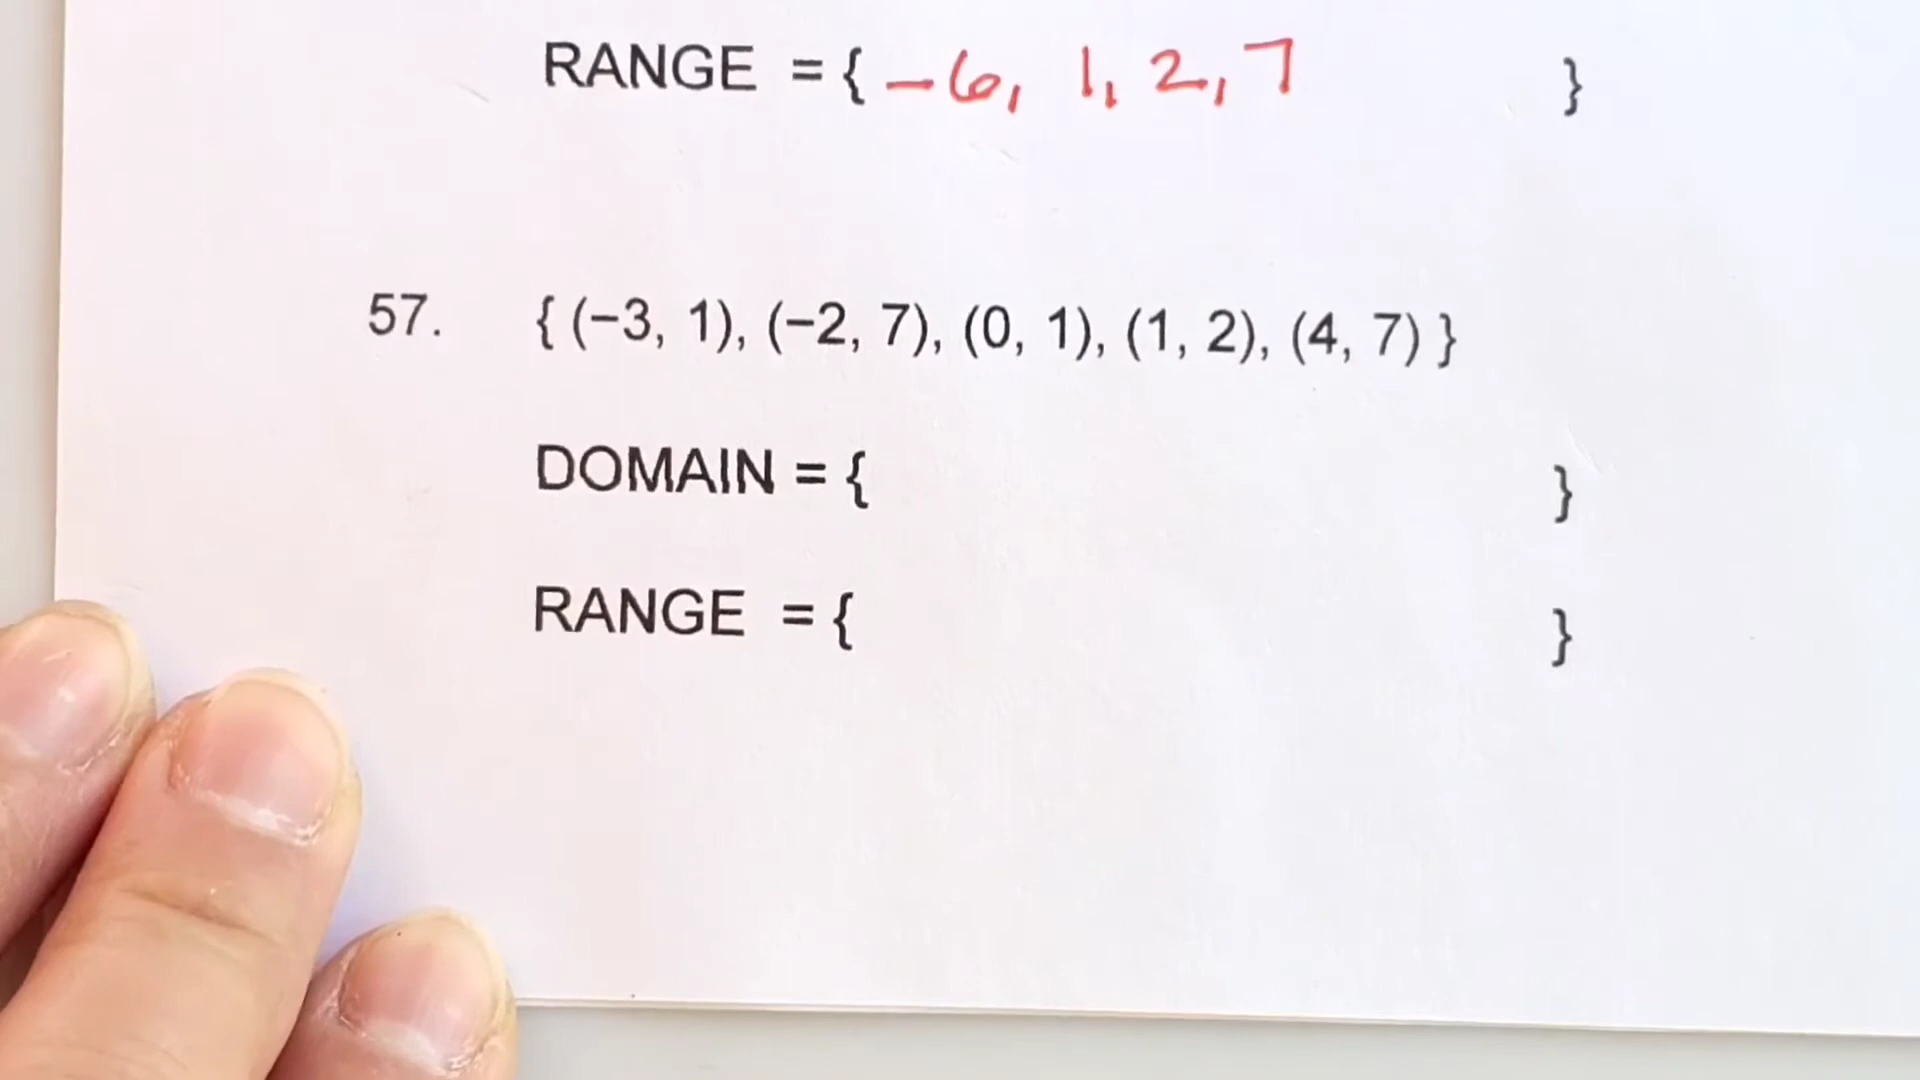 RANGE = { -6, 1, 2, 7 }
57. { (−3, 1), (−2, 7), (0, 1), (1, 2), (4, 7) }
DOMAIN = { }
RANGE = { }